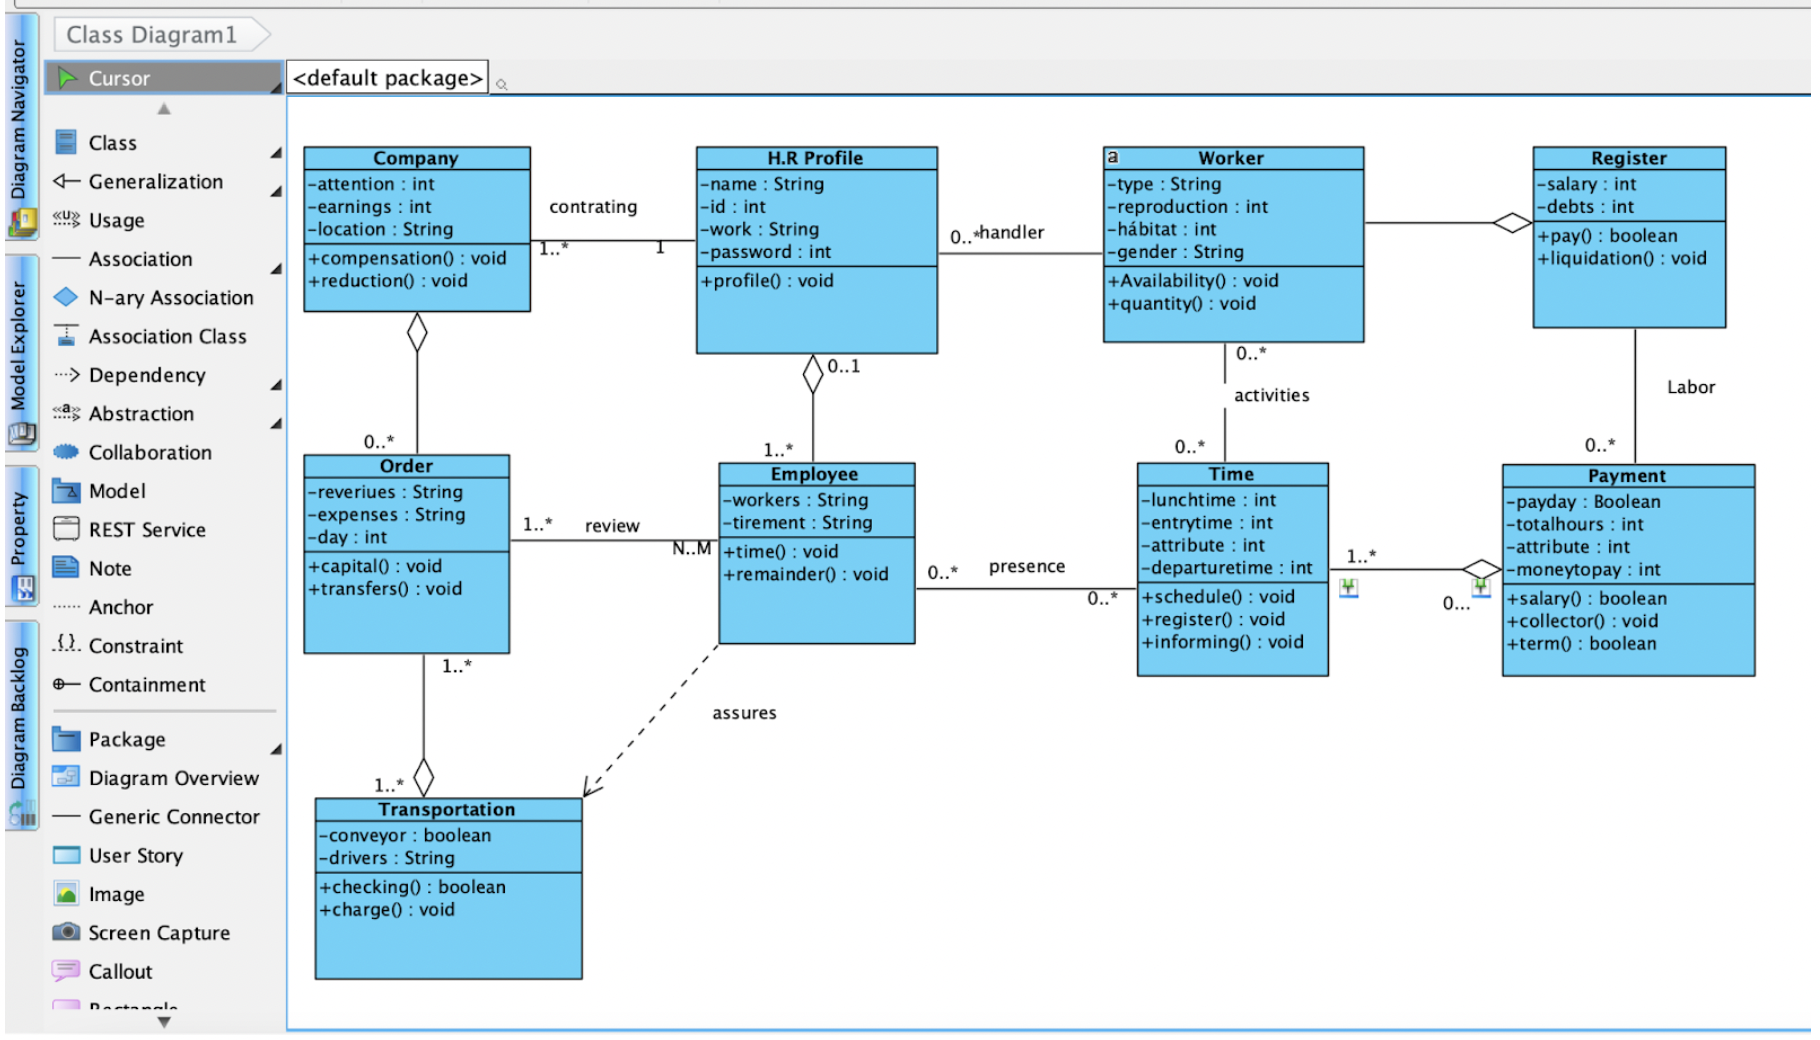 Class Diagram1
Diagram Navigator
Model Explorer
Property
Diagram Backlog
Cursor
Class
Generalization
«U» Usage
Association
N-ary Association
Association Class
Dependency
«a» Abstraction
Collaboration
Model
REST Service
Note
Anchor
{} Constraint
Containment
Package
Diagram Overview
Generic Connector
User Story
Image
Screen Capture
Callout
Rectangle
<default package>
Company
-attention : int
-earnings : int
-location : String
+compensation() : void
+reduction() : void
contrating
1..*
1
H.R Profile
-name : String
-id : int
-work : String
-password : int
+profile() : void
0..*
handler
a
Worker
-type : String
-reproduction : int
-hábitat : int
-gender : String
+Availability() : void
+quantity() : void
Register
-salary : int
-debts : int
+pay() : boolean
+liquidation() : void
0..*
0..1
1..*
0..*
activities
0..*
Labor
0..*
Order
-reveriues : String
-expenses : String
-day : int
+capital() : void
+transfers() : void
1..*
review
N..M
Employee
-workers : String
-tirement : String
+time() : void
+remainder() : void
0..*
presence
0..*
Time
-lunchtime : int
-entrytime : int
-attribute : int
-departuretime : int
+schedule() : void
+register() : void
+informing() : void
1..*
0...
Payment
-payday : Boolean
-totalhours : int
-attribute : int
-moneytopay : int
+salary() : boolean
+collector() : void
+term() : boolean
1..*
assures
1..*
Transportation
-conveyor : boolean
-drivers : String
+checking() : boolean
+charge() : void